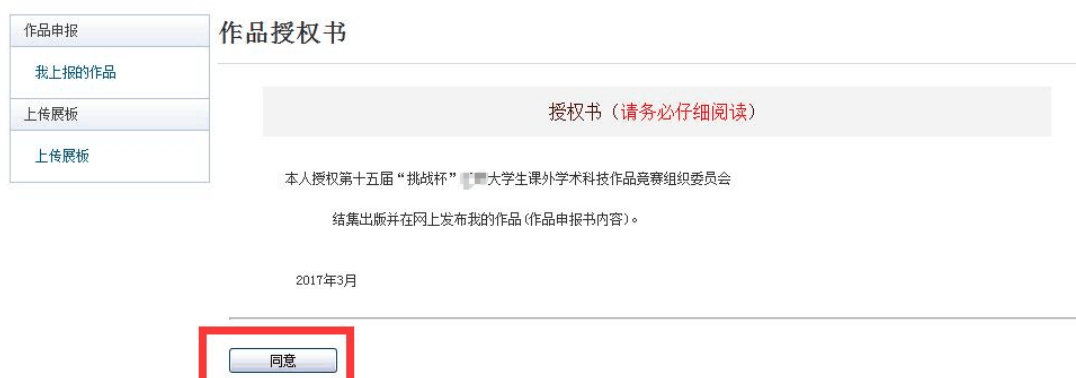 作品申报
我上报的作品
上传展板
上传展板
作品授权书
授权书（请务必仔细阅读）
本人授权第十五届“挑战杯”大学生课外学术科技作品竞赛组织委员会
结集出版并在网上发布我的作品(作品申报书内容)。
2017年3月
同意